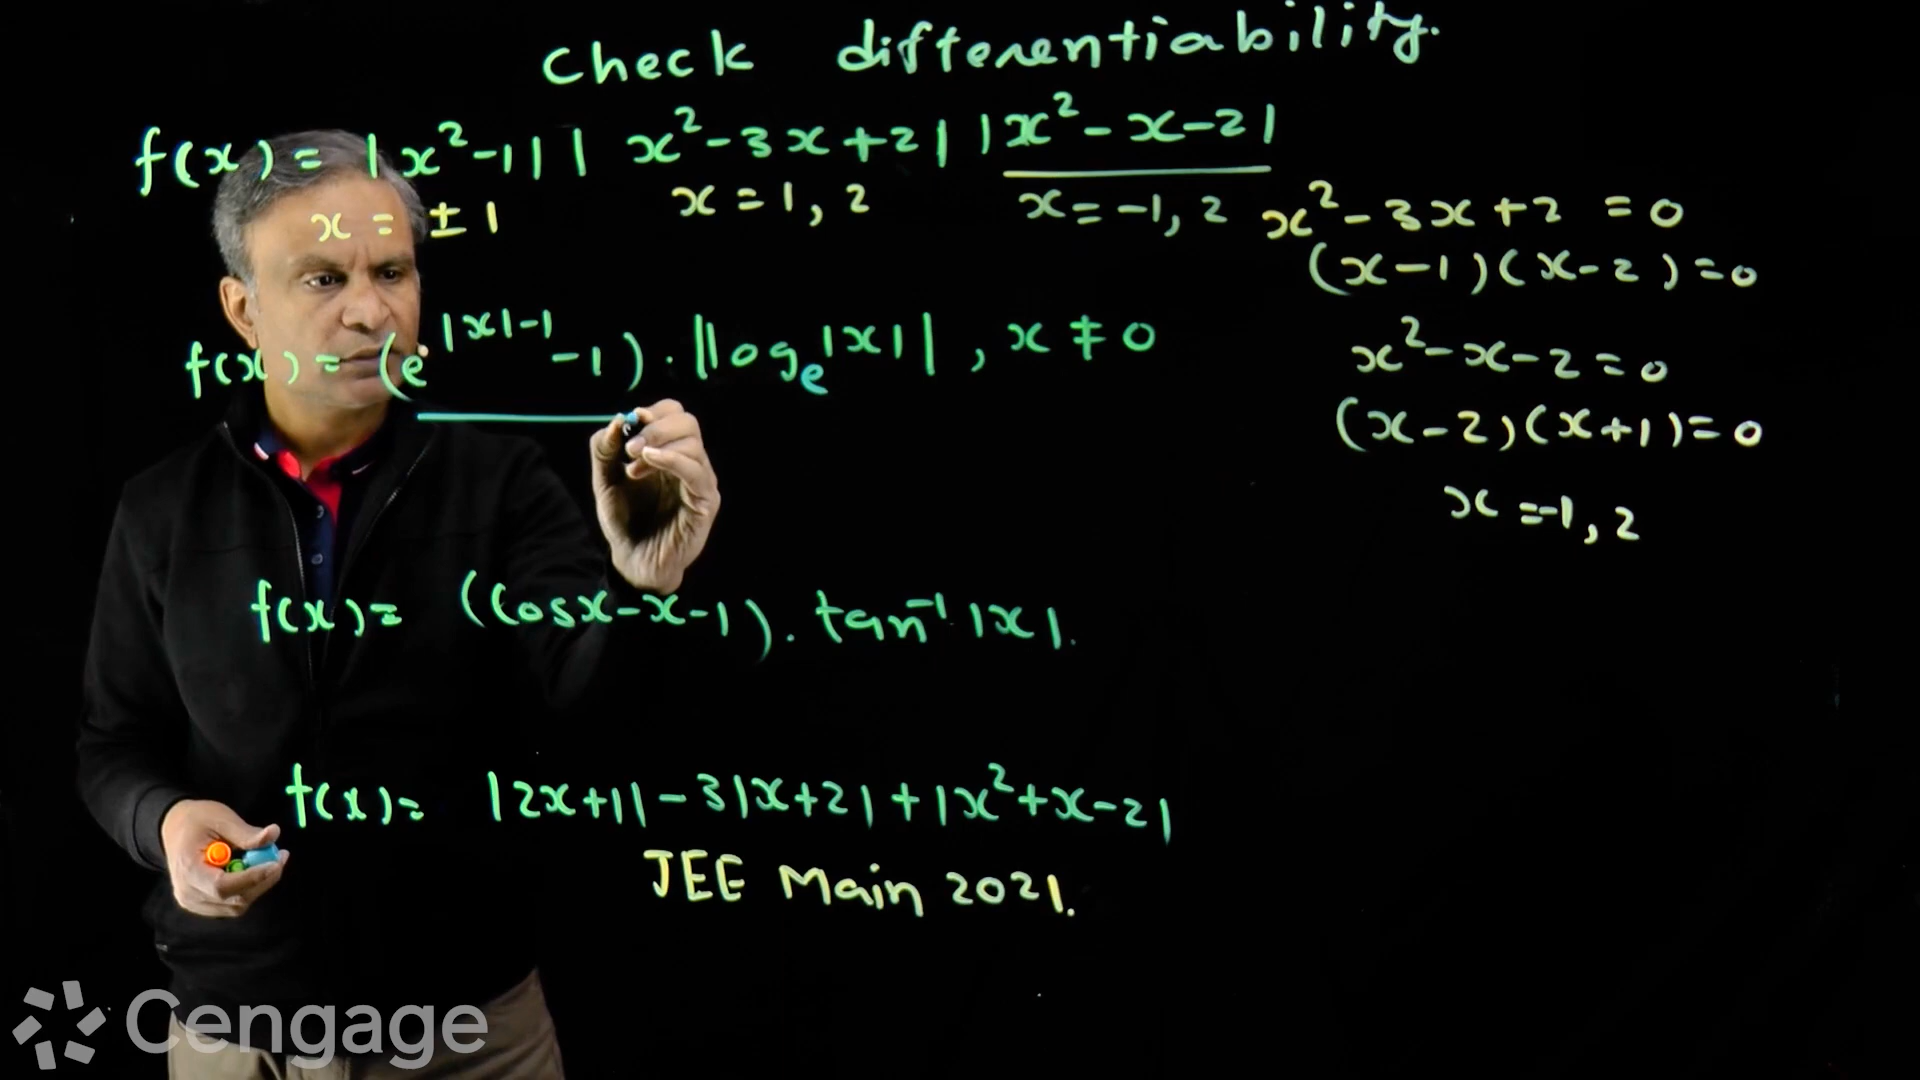 Check differentiability.
f(x) = |x²-1| |x²-3x+2| |x²-x-2|
x = ±1 x = 1, 2 x = -1, 2
x²-3x+2 = 0
(x-1)(x-2) = 0
f(x) = (e^{|x|-1} - 1) · |log_e|x||, x ≠ 0
x²-x-2 = 0
(x-2)(x+1) = 0
x = -1, 2
f(x) = (cosx-x-1) · tan⁻¹|x|.
f(x) = |2x+1| - 3|x+2| + |x²+x-2|
JEE Main 2021.
Cengage